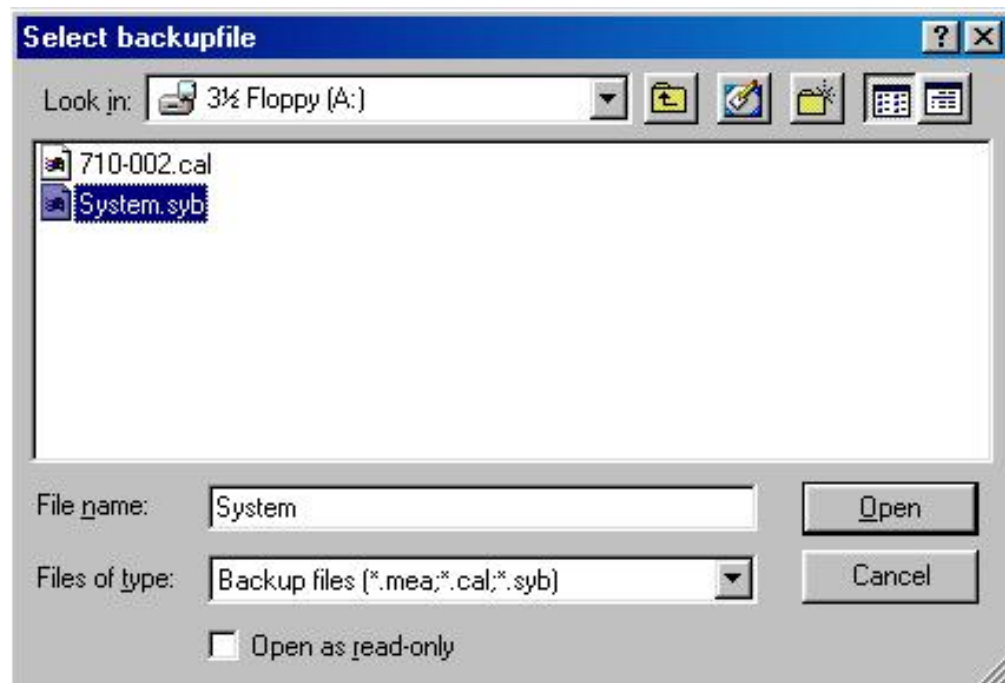 Select backupfile
Look in: 3½ Floppy (A:)
710-002.cal
System.syb
File name: System Open
Files of type: Backup files (*.mea;*.cal;*.syb) Cancel
Open as read-only